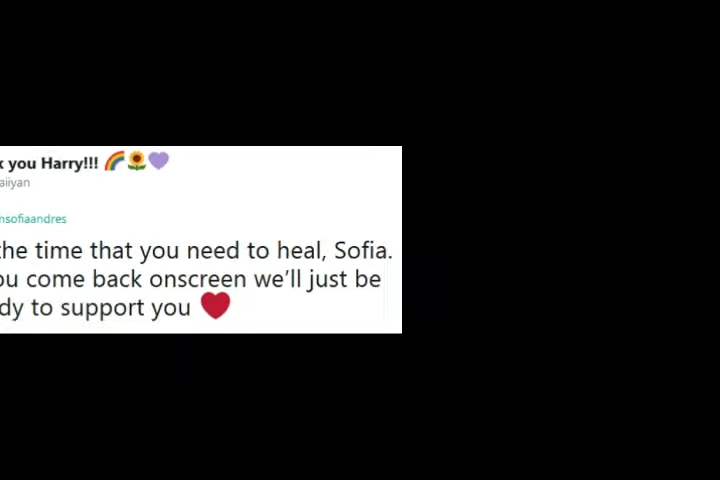 you Harry!!! 🌈🌻💜
aiiyan
nsofiaandres
the time that you need to heal, Sofia.
ou come back onscreen we'll just be
dy to support you ❤